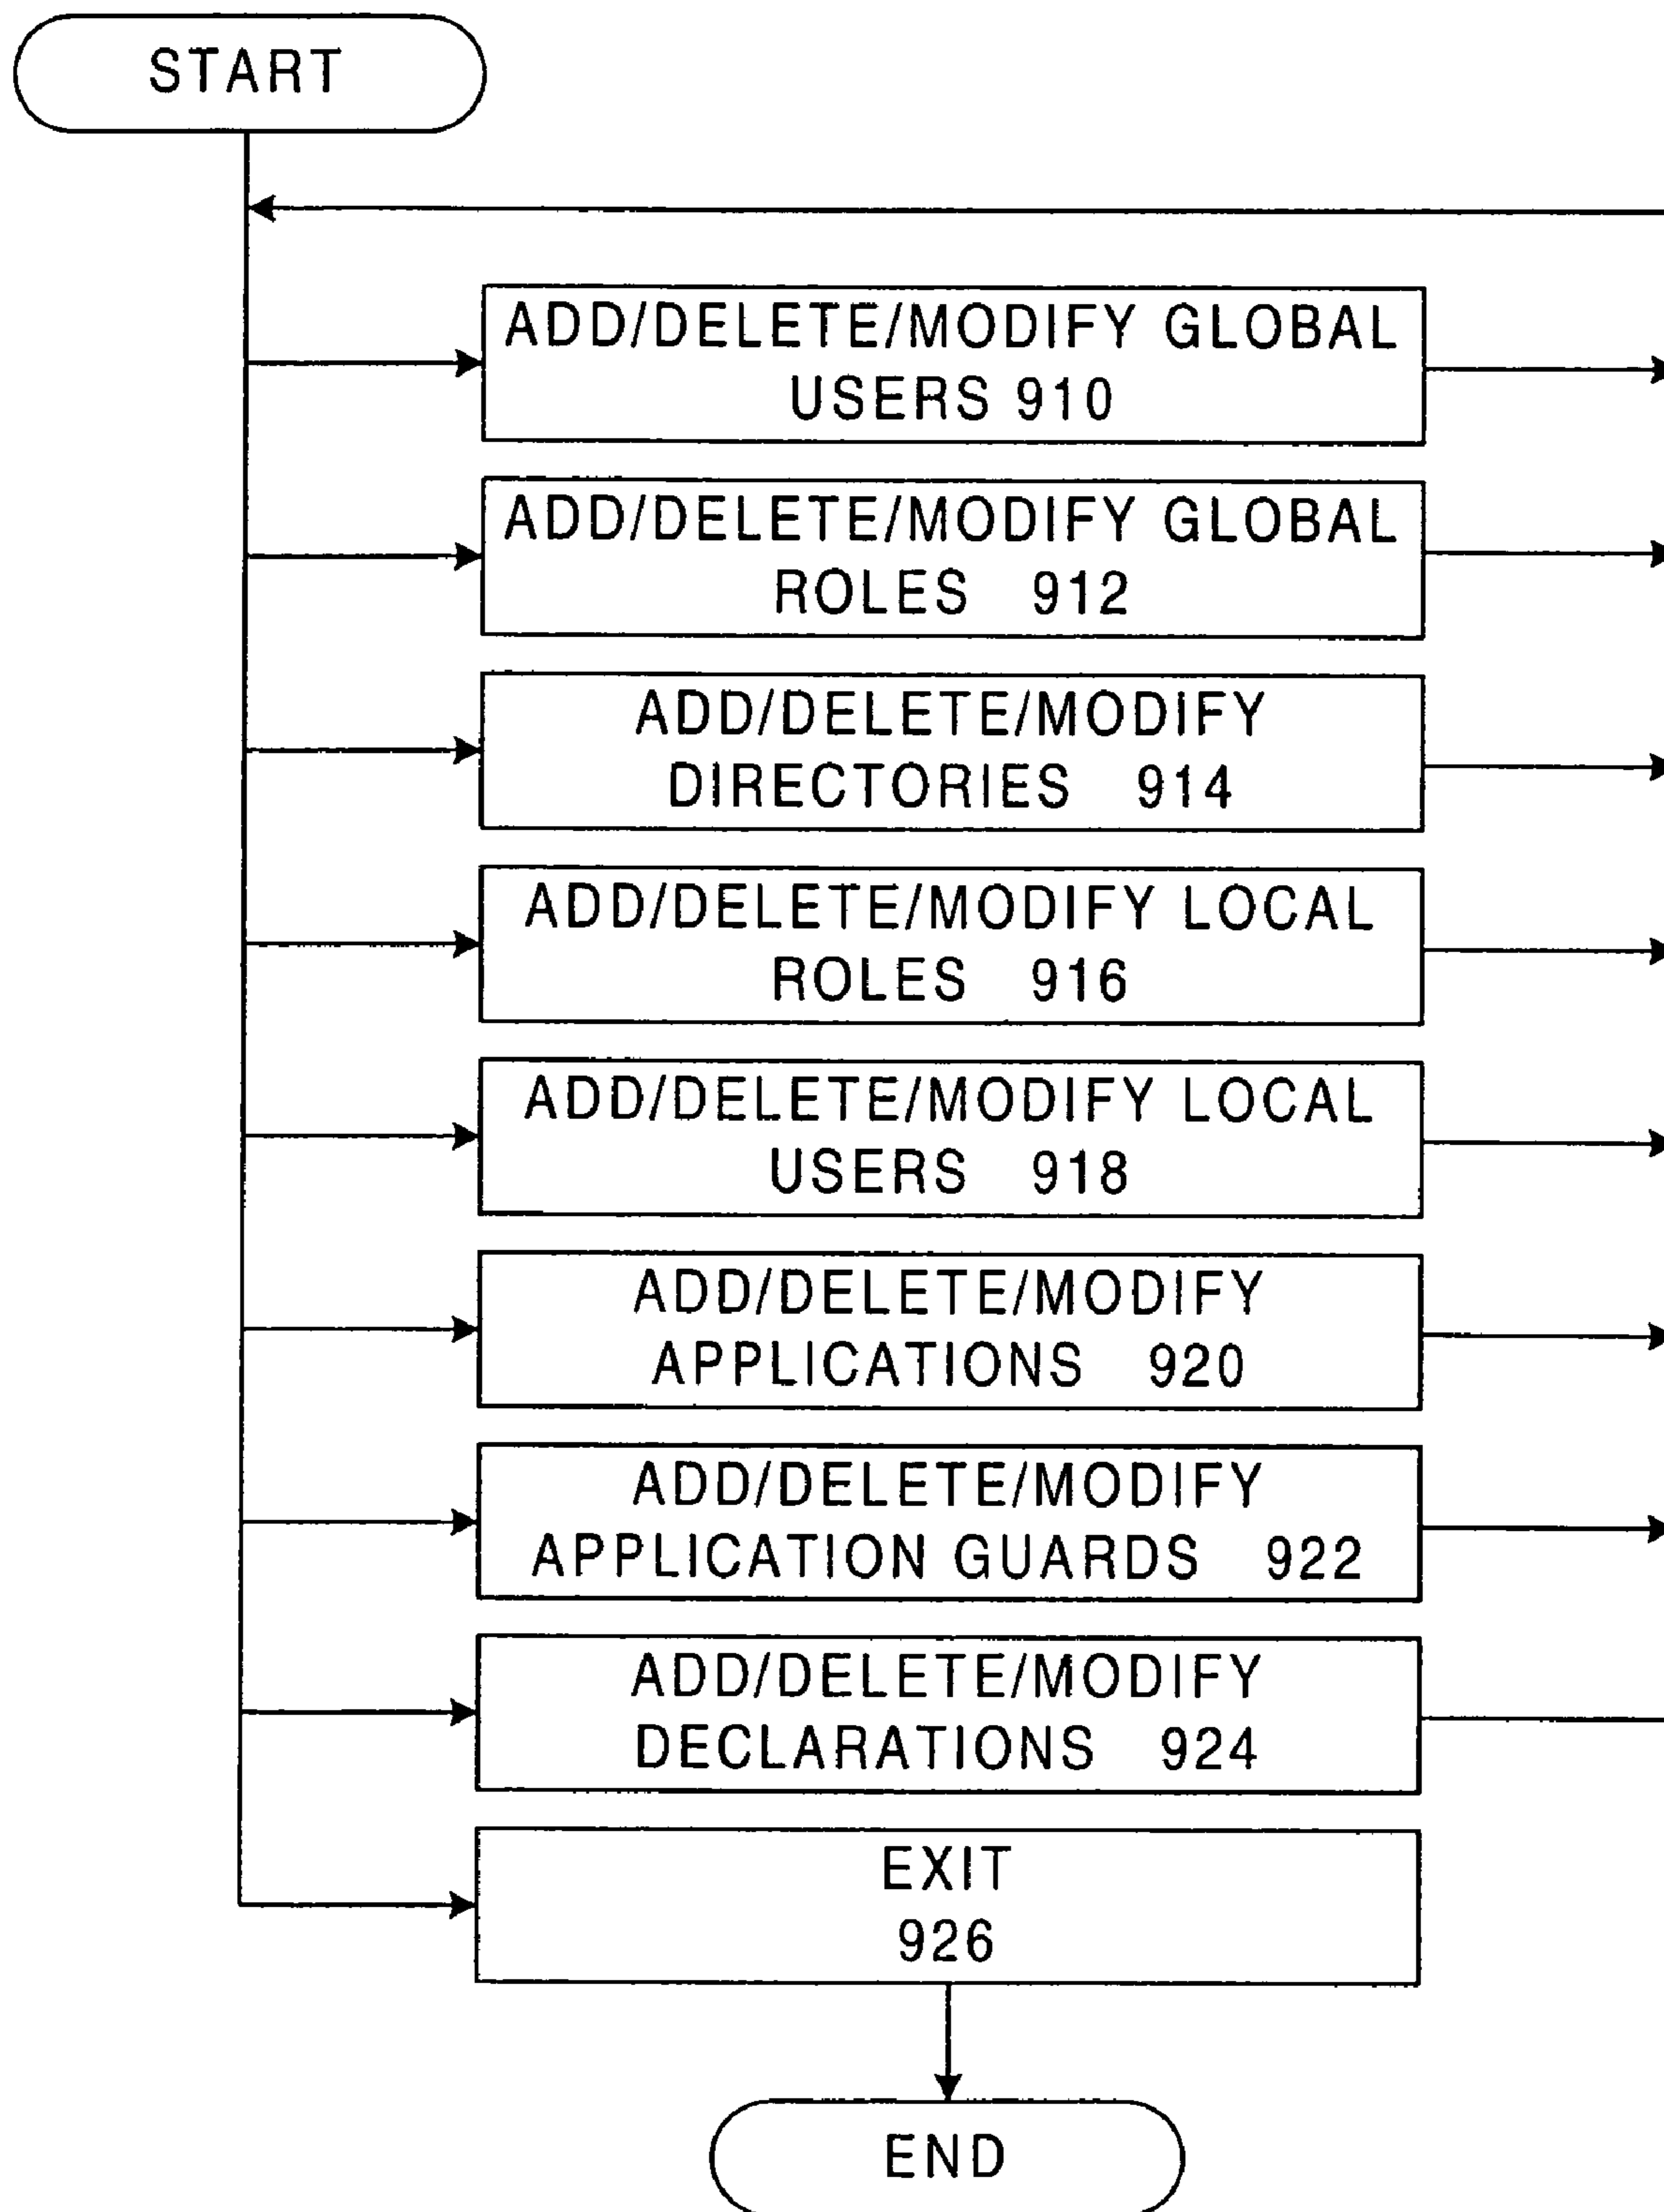 START
ADD/DELETE/MODIFY GLOBAL
USERS 910
ADD/DELETE/MODIFY GLOBAL
ROLES 912
ADD/DELETE/MODIFY
DIRECTORIES 914
ADD/DELETE/MODIFY LOCAL
ROLES 916
ADD/DELETE/MODIFY LOCAL
USERS 918
ADD/DELETE/MODIFY
APPLICATIONS 920
ADD/DELETE/MODIFY
APPLICATION GUARDS 922
ADD/DELETE/MODIFY
DECLARATIONS 924
EXIT
926
END